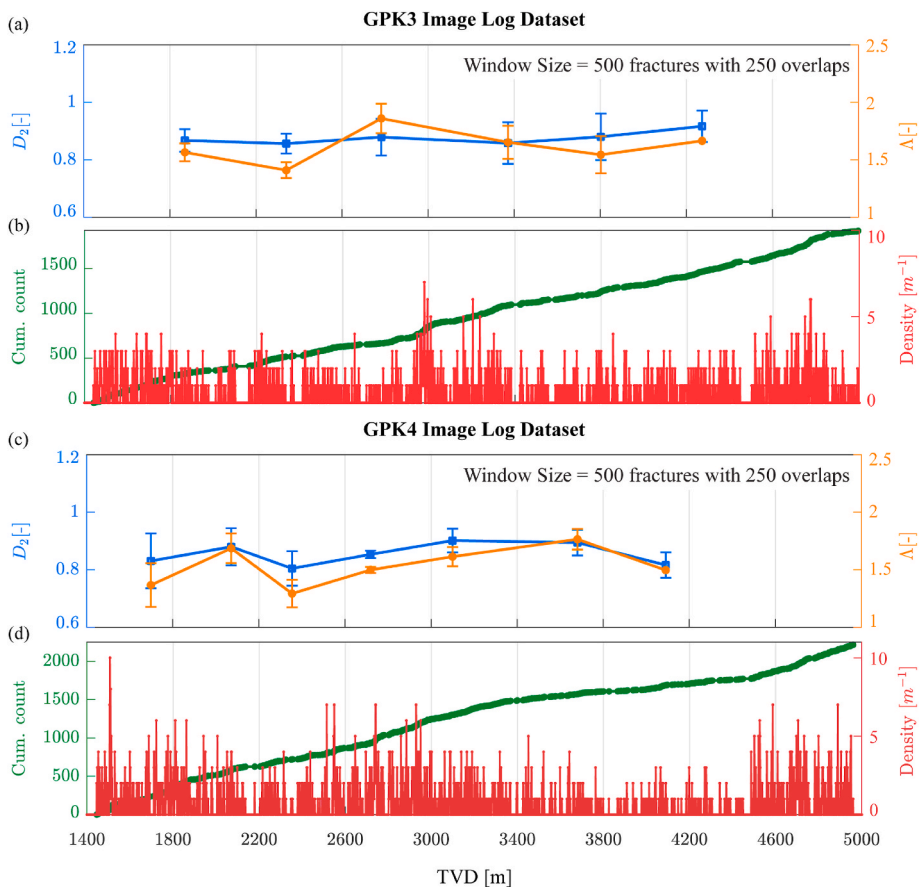 GPK3 Image Log Dataset
(a)
1.2
1
0.8
0.6
D₂[-]
Window Size = 500 fractures with 250 overlaps
2.5
2
1.5
1
Λ[-]
(b)
1500
1000
500
0
Cum. count
10
5
0
Density [m⁻¹]
GPK4 Image Log Dataset
(c)
1.2
1
0.8
0.6
D₂[-]
Window Size = 500 fractures with 250 overlaps
2.5
2
1.5
1
Λ[-]
(d)
2000
1500
1000
500
0
Cum. count
10
5
0
Density [m⁻¹]
1400 1800 2200 2600 3000 3400 3800 4200 4600 5000
TVD [m]